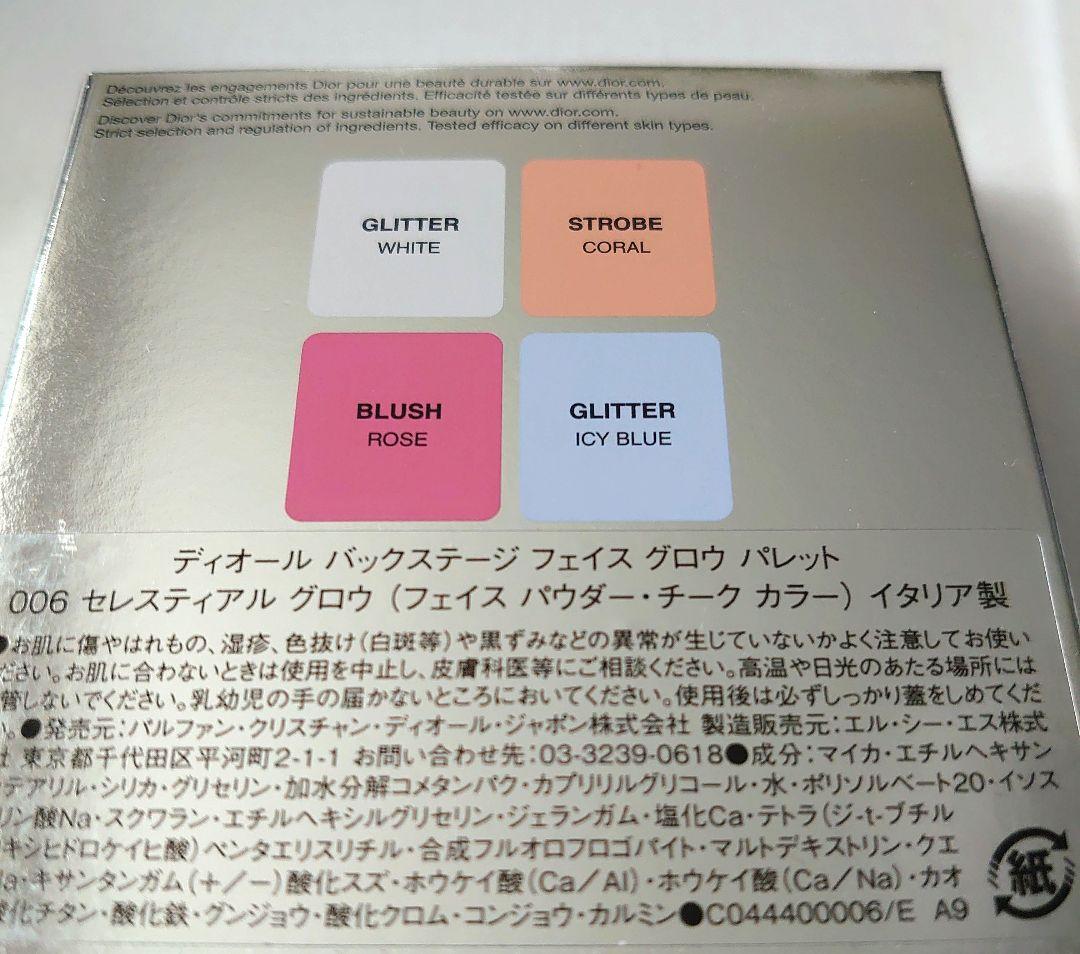 Découvrez les engagements Dior pour une beauté durable sur www.dior.com.
Sélection et contrôle stricts des ingrédients. Efficacité testée sur différents types de peau.
Discover Dior's commitments for sustainable beauty on www.dior.com.
Strict selection and regulation of ingredients. Tested efficacy on different skin types.
GLITTER
WHITE
STROBE
CORAL
BLUSH
ROSE
GLITTER
ICY BLUE
ディオール バックステージ フェイス グロウ パレット
006 セレスティアル グロウ（フェイス パウダー・チーク カラー）イタリア製
●お肌に傷やはれもの、湿疹、色抜け(白斑等)や黒ずみなどの異常が生じていないかよく注意してお使い
ださい。お肌に合わないときは使用を中止し、皮膚科医等にご相談ください。高温や日光のあたる場所には
管しないでください。乳幼児の手の届かないところにおいてください。使用後は必ずしっかり蓋をしめてくだ
。●発売元:パルファン・クリスチャン・ディオール・ジャポン株式会社 製造販売元:エル・シー・エス株式
東京都千代田区平河町2-1-1 お問い合わせ先:03-3239-0618●成分:マイカ・エチルヘキサン
テアリル・シリカ・グリセリン・加水分解コメタンパク・カプリリルグリコール・水・ポリソルベート20・イソス
リン酸Na・スクワラン・エチルヘキシルグリセリン・ジェランガム・塩化Ca・テトラ(ジ-t-ブチル
キシヒドロケイヒ酸)ペンタエリスリチル・合成フルオロフロゴパイト・マルトデキストリン・クエ
Na・キサンタンガム(+/-)酸化スズ・ホウケイ酸(Ca/Al)・ホウケイ酸(Ca/Na)・カオ
酸化チタン・酸化鉄・グンジョウ・酸化クロム・コンジョウ・カルミン●C044400006/E A9
紙